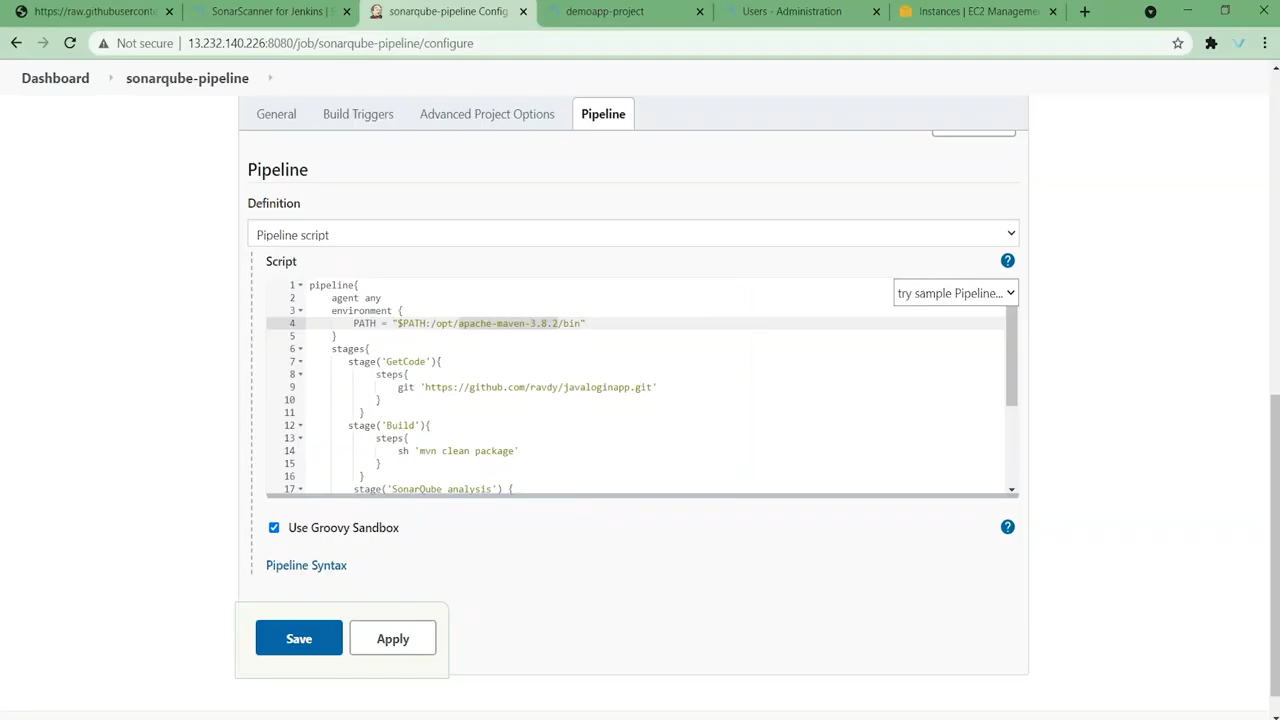 https://raw.githubuserconte
SonarScanner for Jenkins |
sonarqube-pipeline Config
demoapp-project
Users - Administration
Instances | EC2 Manageme
Not secure
13.232.140.226:8080/job/sonarqube-pipeline/configure
Dashboard
sonarqube-pipeline
General
Build Triggers
Advanced Project Options
Pipeline
Pipeline
Definition
Pipeline script
Script
try sample Pipeline...
1 pipeline{
2 agent any
3 environment {
4 PATH = "$PATH:/opt/apache-maven-3.8.2/bin"
5 }
6 stages{
7 stage('GetCode'){
8 steps{
9 git 'https://github.com/ravdy/javaloginapp.git'
10 }
11 }
12 stage('Build'){
13 steps{
14 sh 'mvn clean package'
15 }
16 }
17 stage('SonarQube analysis') {
Use Groovy Sandbox
Pipeline Syntax
Save
Apply